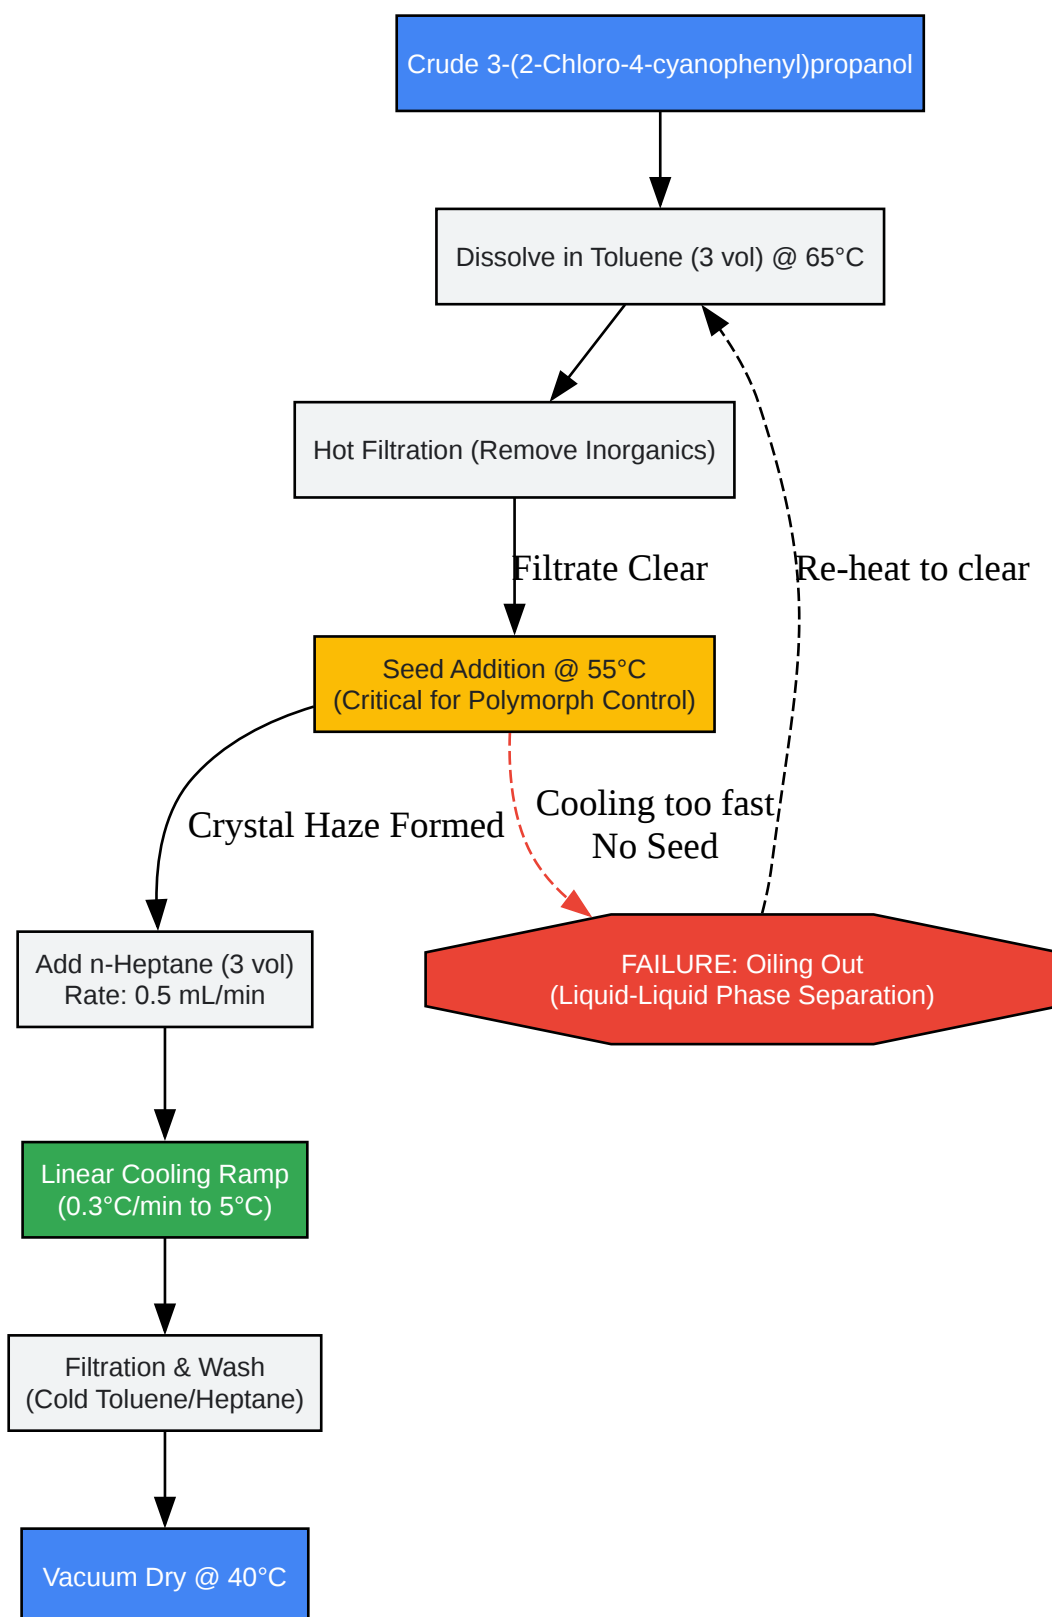 Crude 3-(2-Chloro-4-cyanophenyl)propanol
Dissolve in Toluene (3 vol) @ 65°C
Hot Filtration (Remove Inorganics)
Filtrate Clear
Re-heat to clear
Seed Addition @ 55°C
(Critical for Polymorph Control)
Crystal Haze Formed
Cooling too fast
No Seed
Add n-Heptane (3 vol)
Rate: 0.5 mL/min
FAILURE: Oiling Out
(Liquid-Liquid Phase Separation)
Linear Cooling Ramp
(0.3°C/min to 5°C)
Filtration & Wash
(Cold Toluene/Heptane)
Vacuum Dry @ 40°C